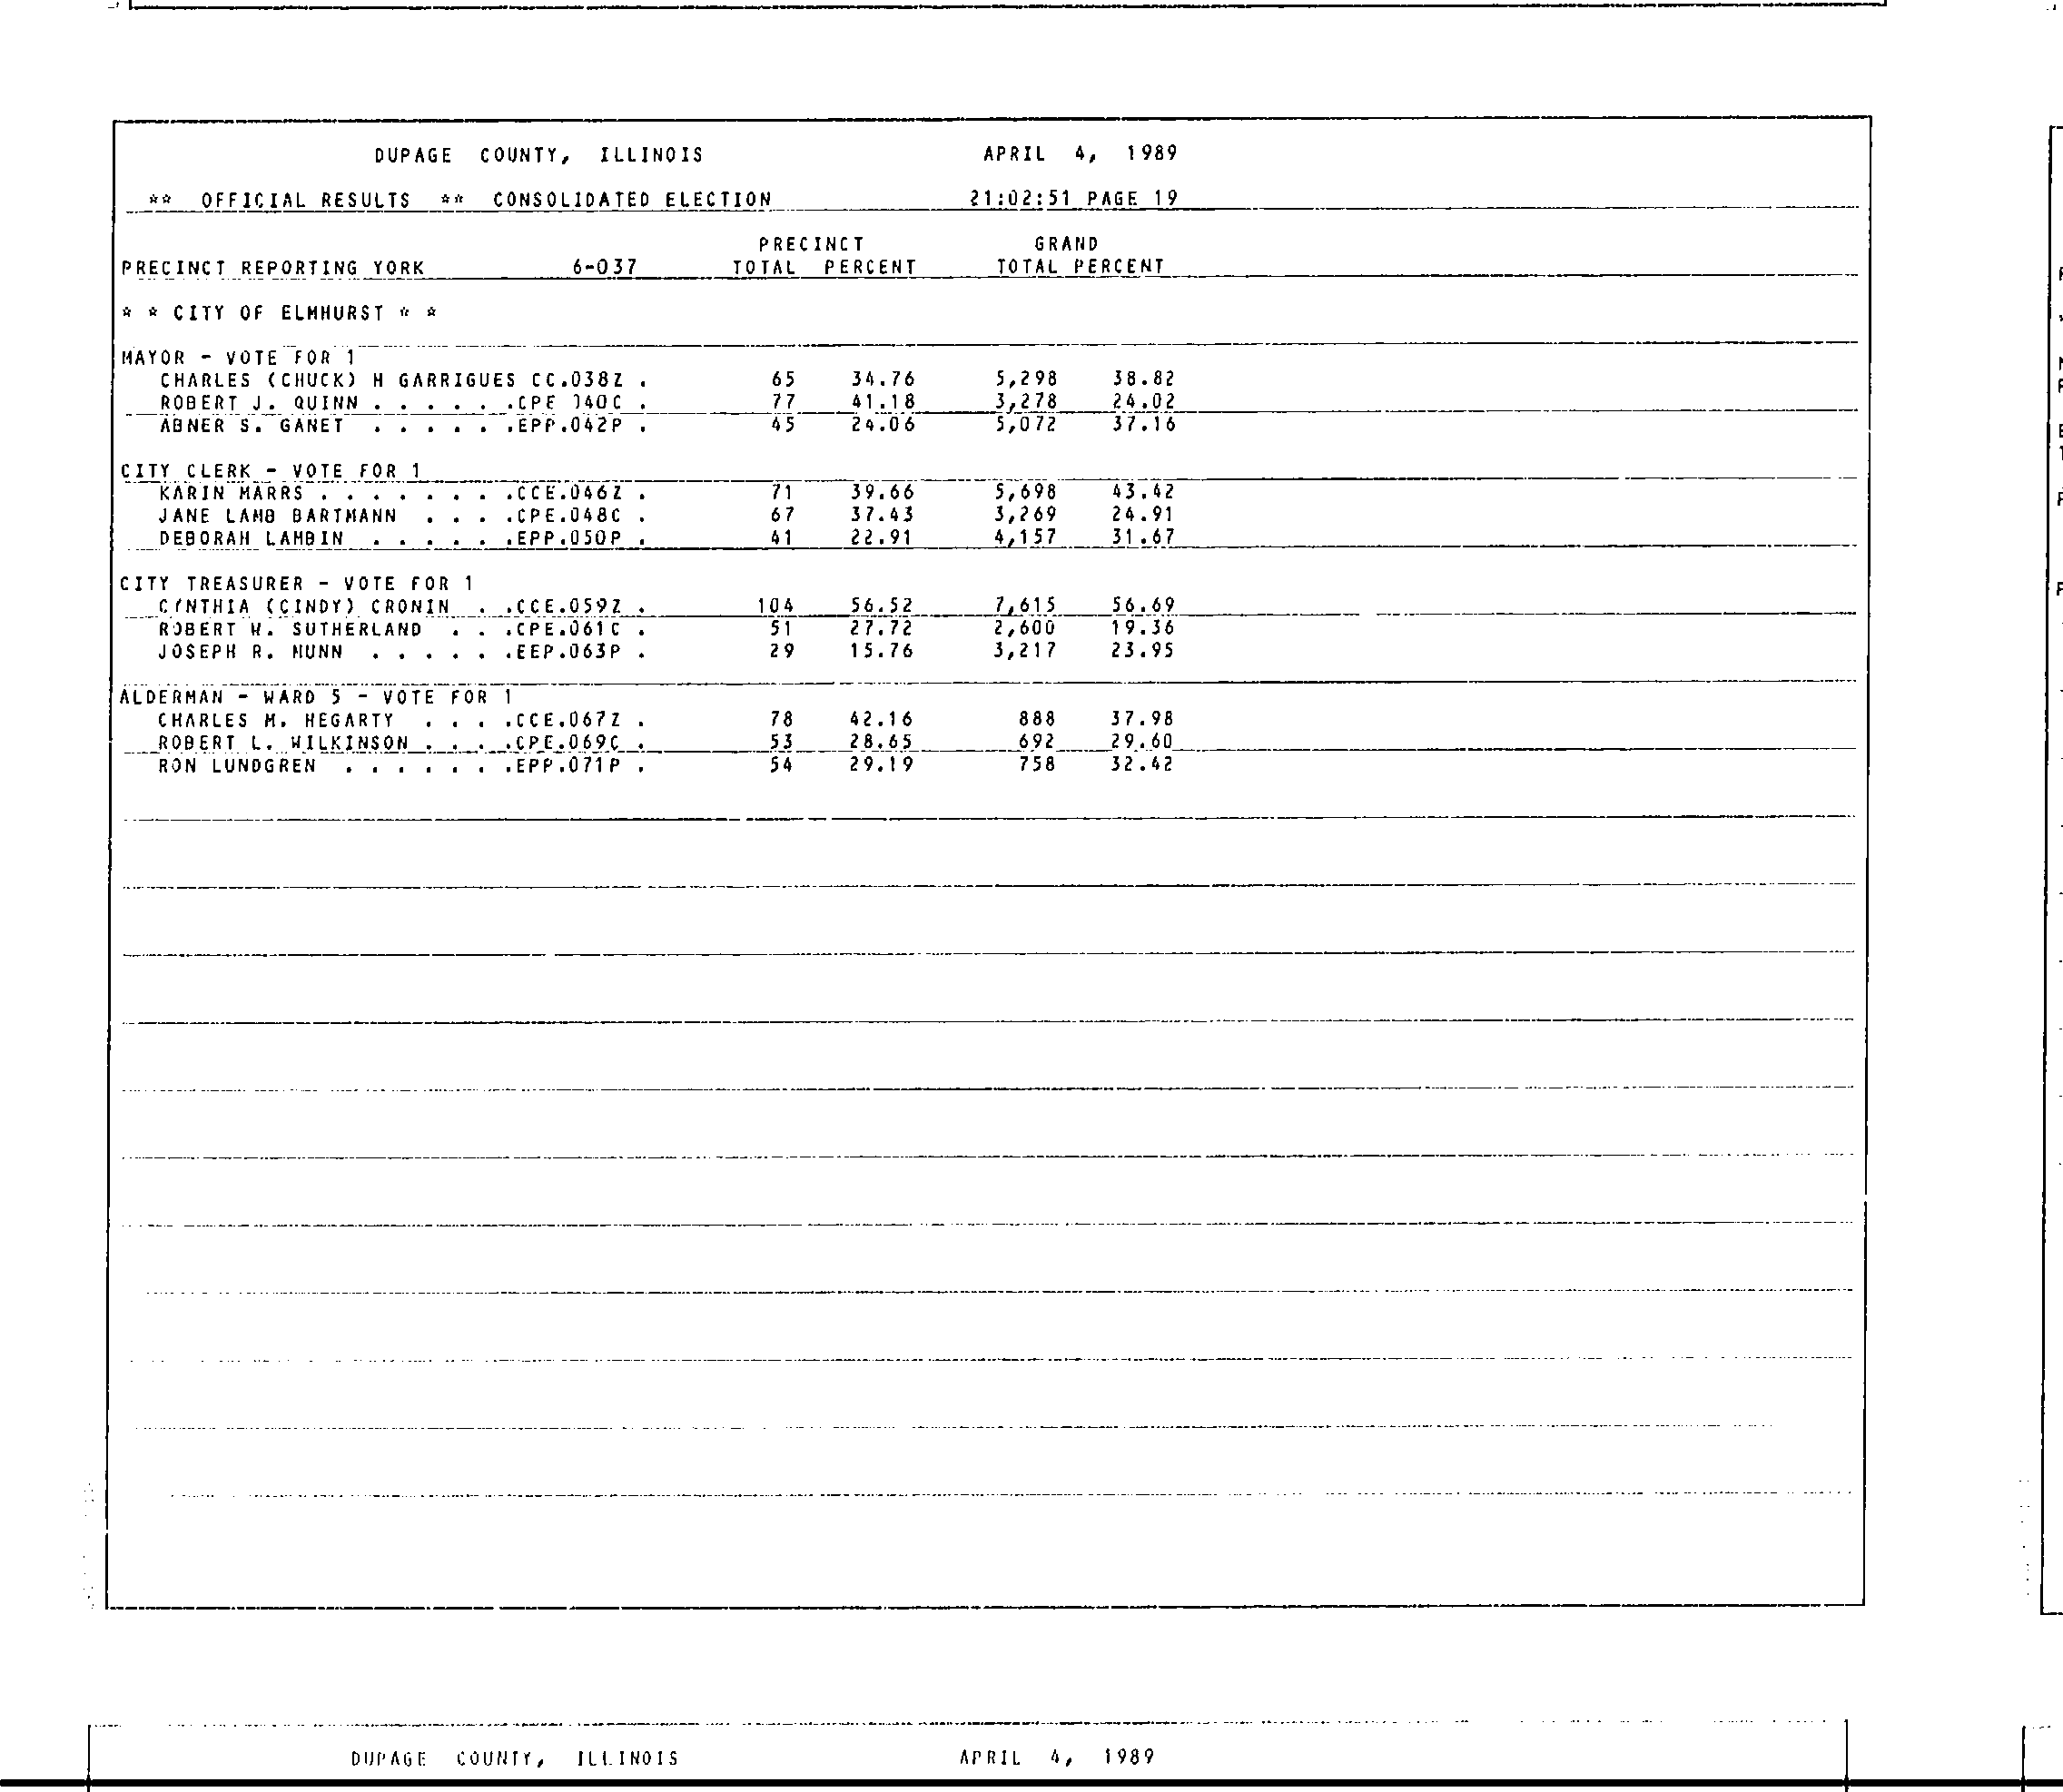 DUPAGE COUNTY, ILLINOIS APRIL 4, 1989
** OFFICIAL RESULTS ** CONSOLIDATED ELECTION 21:02:51 PAGE 19
PRECINCT GRAND
PRECINCT REPORTING YORK 6-037 TOTAL PERCENT TOTAL PERCENT
* * CITY OF ELMHURST * *
MAYOR - VOTE FOR 1
CHARLES (CHUCK) H GARRIGUES CC.038Z . 65 34.76 5,298 38.82
ROBERT J. QUINN . . . . . .CPE 040C . 77 41.18 3,278 24.02
ABNER S. GANET . . . . . .EPP.042P . 45 24.06 5,072 37.16
CITY CLERK - VOTE FOR 1
KARIN MARRS . . . . . . . .CCE.046Z . 71 39.66 5,698 43.42
JANE LAMB BARTMANN . . . .CPE.048C . 67 37.43 3,269 24.91
DEBORAH LAMBIN . . . . . .EPP.050P . 41 22.91 4,157 31.67
CITY TREASURER - VOTE FOR 1
CYNTHIA (CINDY) CRONIN . .CCE.059Z . 104 56.52 7,615 56.69
ROBERT W. SUTHERLAND . . .CPE.061C . 51 27.72 2,600 19.36
JOSEPH R. NUNN . . . . . .EEP.063P . 29 15.76 3,217 23.95
ALDERMAN - WARD 5 - VOTE FOR 1
CHARLES M. HEGARTY . . . .CCE.067Z . 78 42.16 888 37.98
ROBERT L. WILKINSON . . . .CPE.069C . 53 28.65 692 29.60
RON LUNDGREN . . . . . . .EPP.071P . 54 29.19 758 32.42
DUPAGE COUNTY, ILLINOIS APRIL 4, 1989